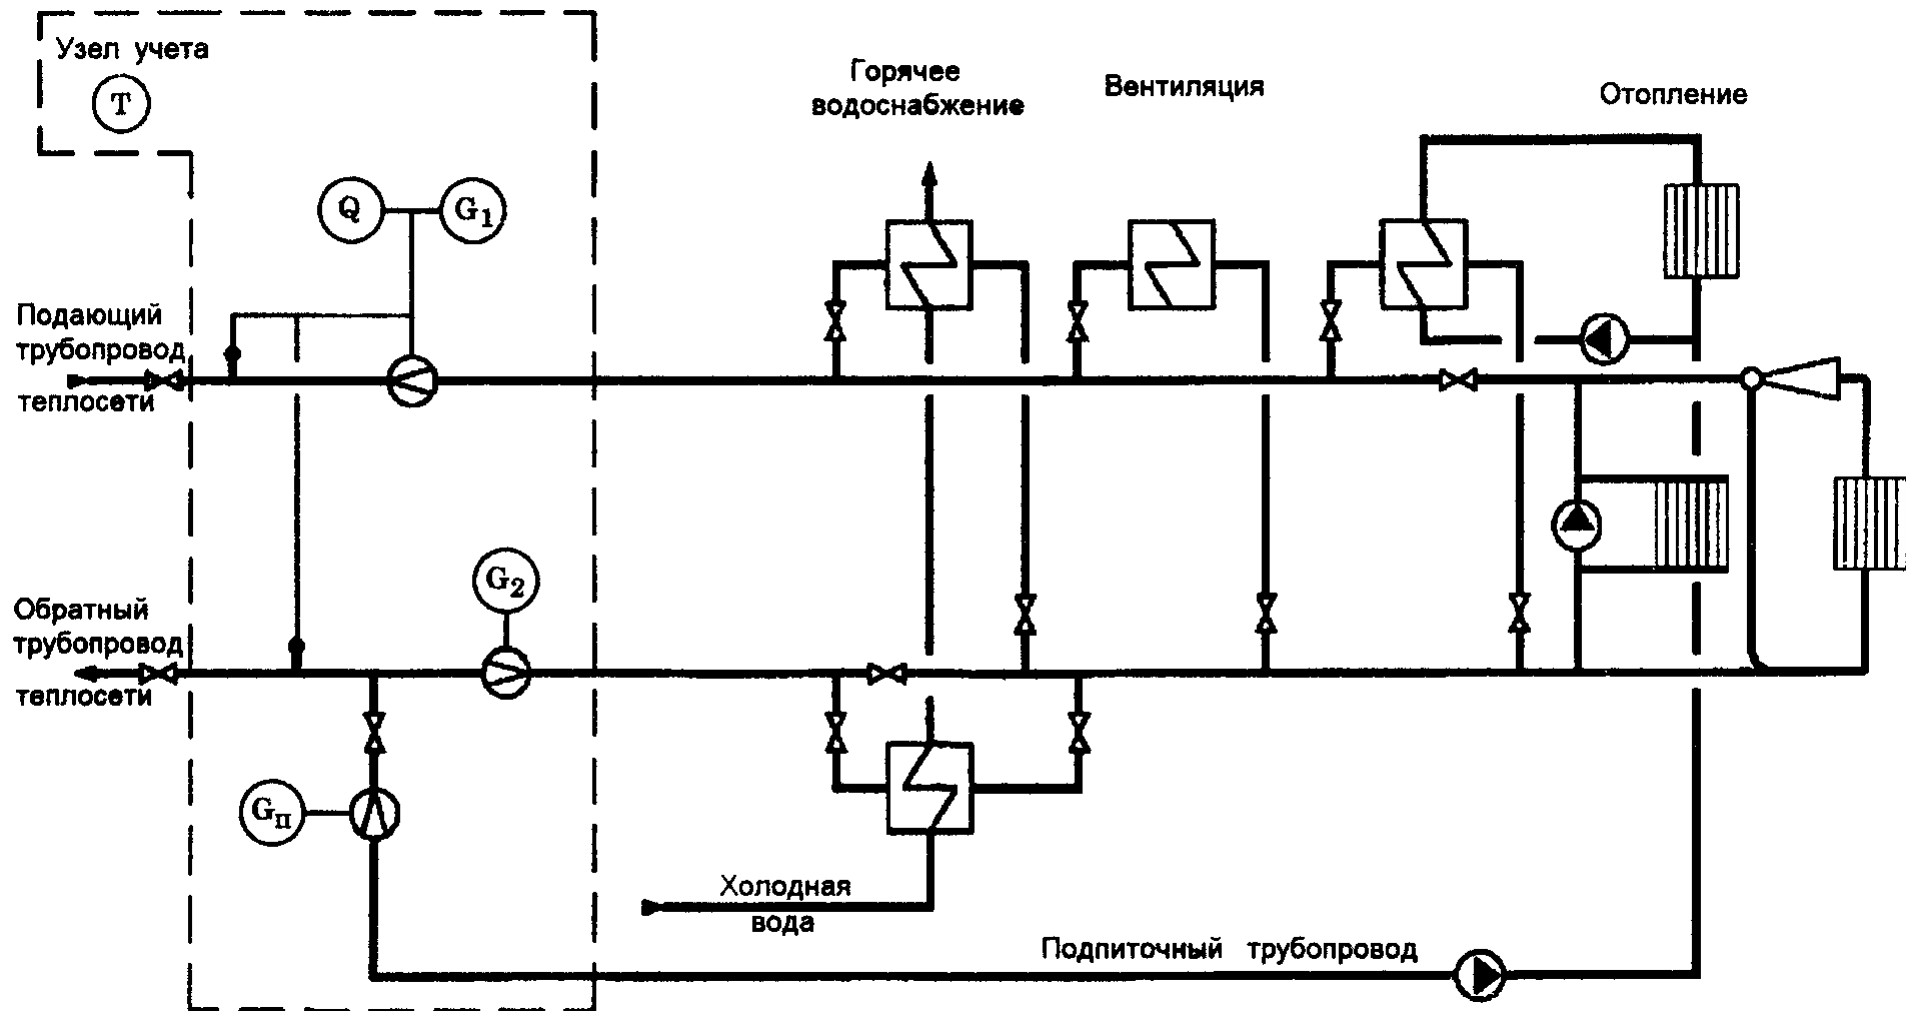 Узел учета
T
Горячее
водоснабжение
Вентиляция
Отопление
Q
G1
Подающий
трубопровод
теплосети
G2
Обратный
трубопровод
теплосети
Gп
Холодная
вода
Подпиточный трубопровод